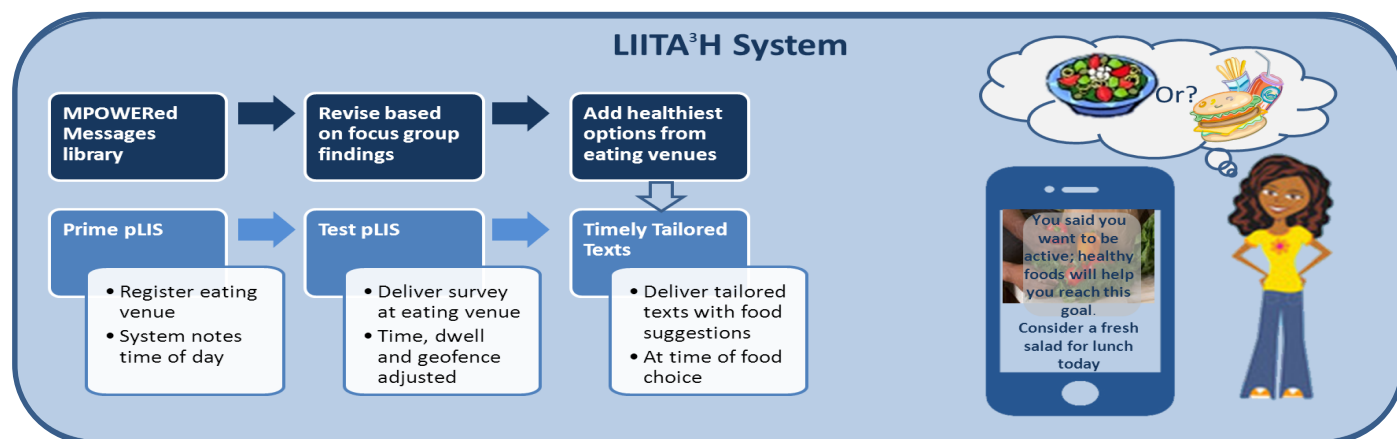 LIITA³H System
MPOWERed
Messages
library
Revise based
on focus group
findings
Add healthiest
options from
eating venues
Prime pLIS
• Register eating
venue
• System notes
time of day
Test pLIS
• Deliver survey
at eating venue
• Time, dwell
and geofence
adjusted
Timely Tailored
Texts
• Deliver tailored
texts with food
suggestions
• At time of food
choice
Or?
You said you
want to be
active; healthy
foods will help
you reach this
goal.
Consider a fresh
salad for lunch
today